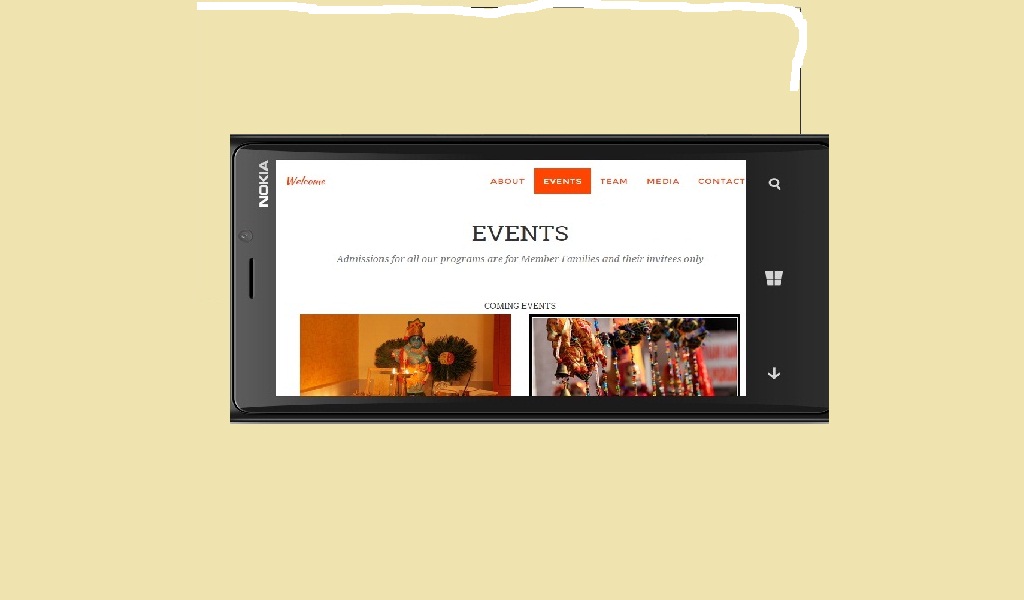 NOKIA
Welcome
ABOUT EVENTS TEAM MEDIA CONTACT
EVENTS
Admissions for all our programs are for Member Families and their invitees only
COMING EVENTS